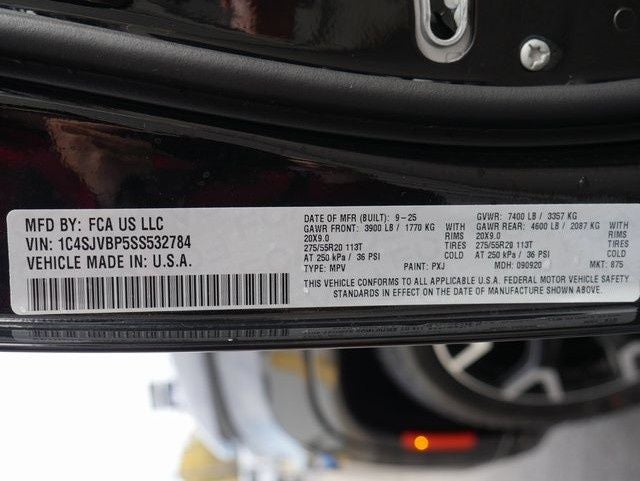 MFD BY: FCA US LLC
VIN: 1C4SJVBP5SS532784
VEHICLE MADE IN: U.S.A.
DATE OF MFR (BUILT): 9-25 GVWR: 7400 LB / 3357 KG
GAWR FRONT: 3900 LB / 1770 KG WITH GAWR REAR: 4600 LB / 2087 KG WITH
20X9.0 RIMS 20X9.0 RIMS
275/55R20 113T TIRES 275/55R20 113T TIRES
AT 250 kPa / 36 PSI COLD AT 250 kPa / 36 PSI COLD
TYPE: MPV PAINT: PXJ MDH: 090920 MKT: 875
THIS VEHICLE CONFORMS TO ALL APPLICABLE U.S.A. FEDERAL MOTOR VEHICLE SAFETY
STANDARDS IN EFFECT ON THE DATE OF MANUFACTURE SHOWN ABOVE.